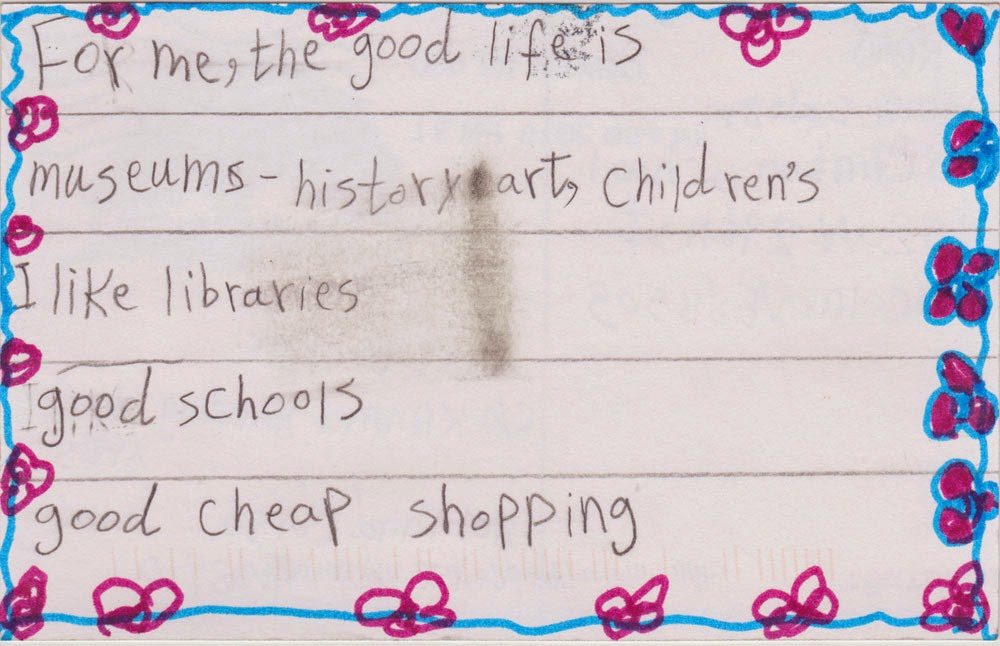 For me, the good life is
museums - history, art, Children's
I like libraries
good schools
good cheap shopping